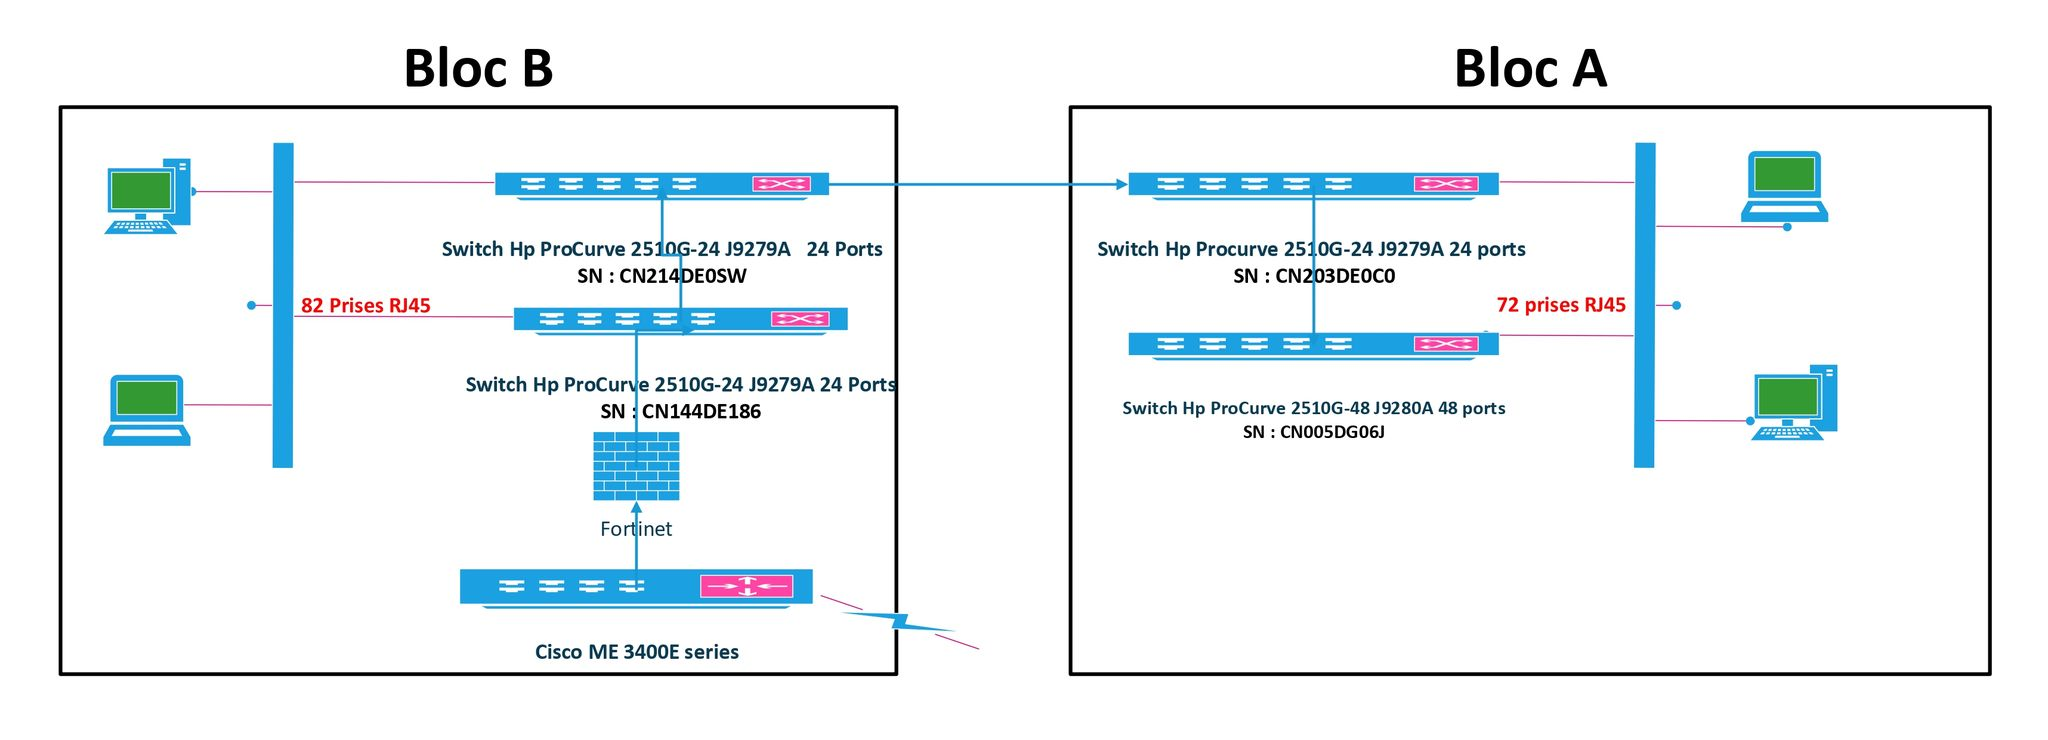 Bloc B
Bloc A
Switch Hp ProCurve 2510G-24 J9279A 24 Ports
SN : CN214DE0SW
Switch Hp Procurve 2510G-24 J9279A 24 ports
SN : CN203DE0C0
82 Prises RJ45
72 prises RJ45
Switch Hp ProCurve 2510G-24 J9279A 24 Ports
SN : CN144DE186
Switch Hp ProCurve 2510G-48 J9280A 48 ports
SN : CN005DG06J
Fortinet
Cisco ME 3400E series